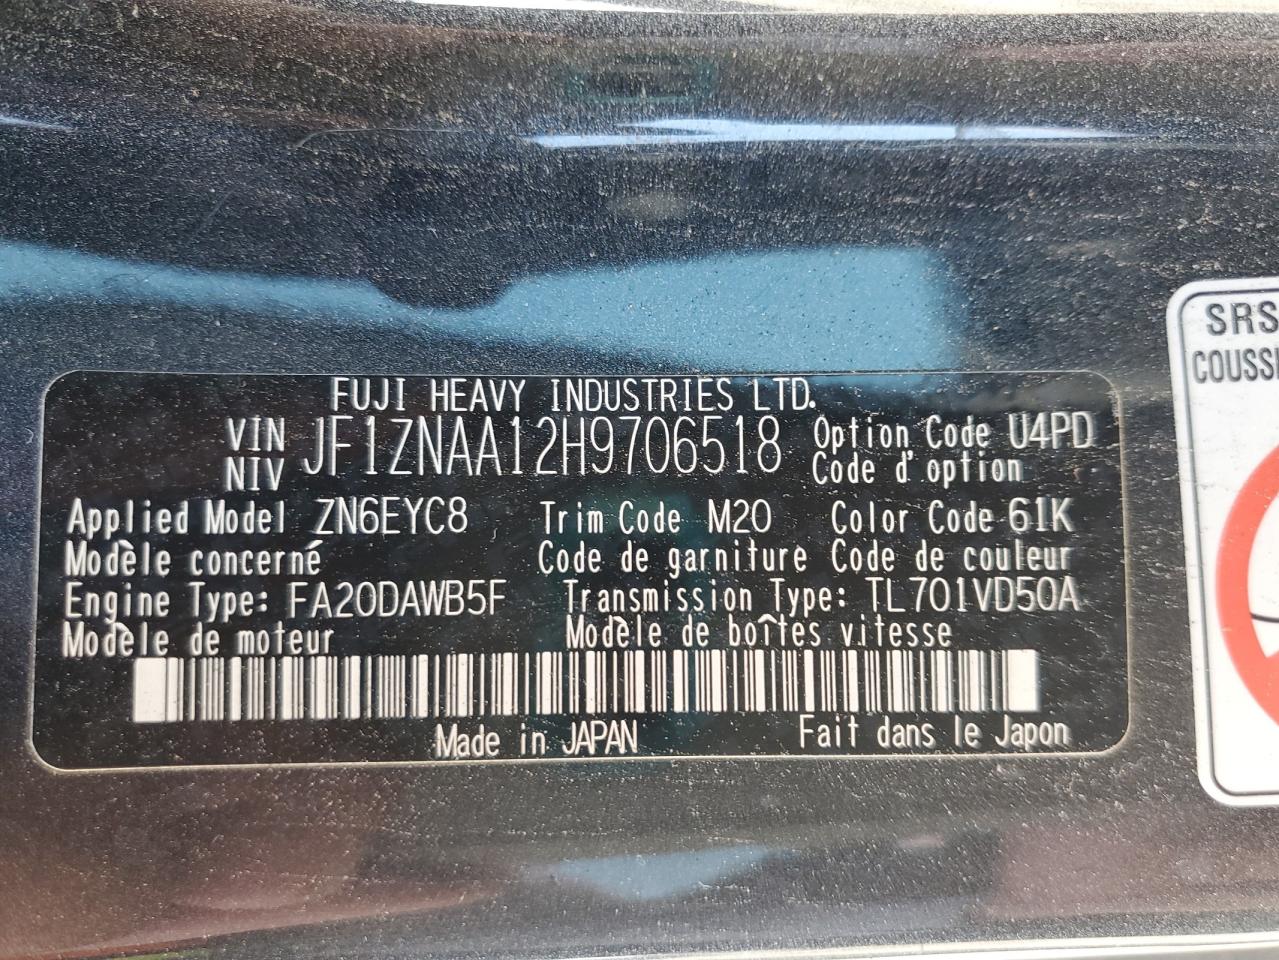 FUJI HEAVY INDUSTRIES LTD.
VIN
NIV
JF1ZNAA12H9706518
Option Code U4PD
Code d'option
Applied Model ZN6EYC8
Trim Code M20
Color Code 61K
Modèle concerné
Code de garniture
Code de couleur
Engine Type: FA20DAWB5F
Transmission Type: TL701VD50A
Modèle de moteur
Modèle de boîtes vitesse
Made in JAPAN
Fait dans le Japon
SRS
COUSSI